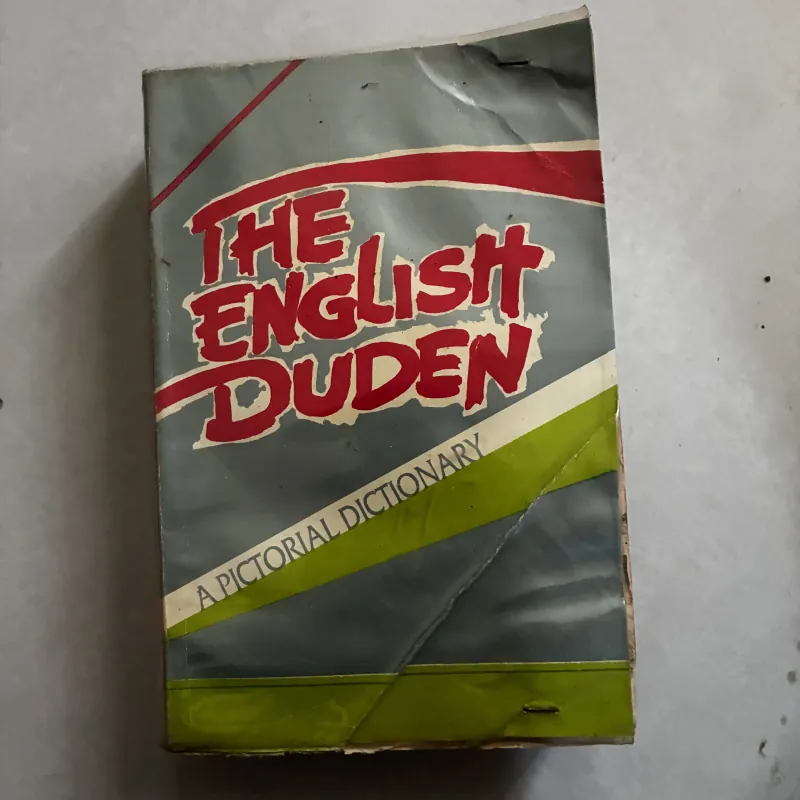 THE
ENGLISH
DUDEN
A PICTORIAL DICTIONARY